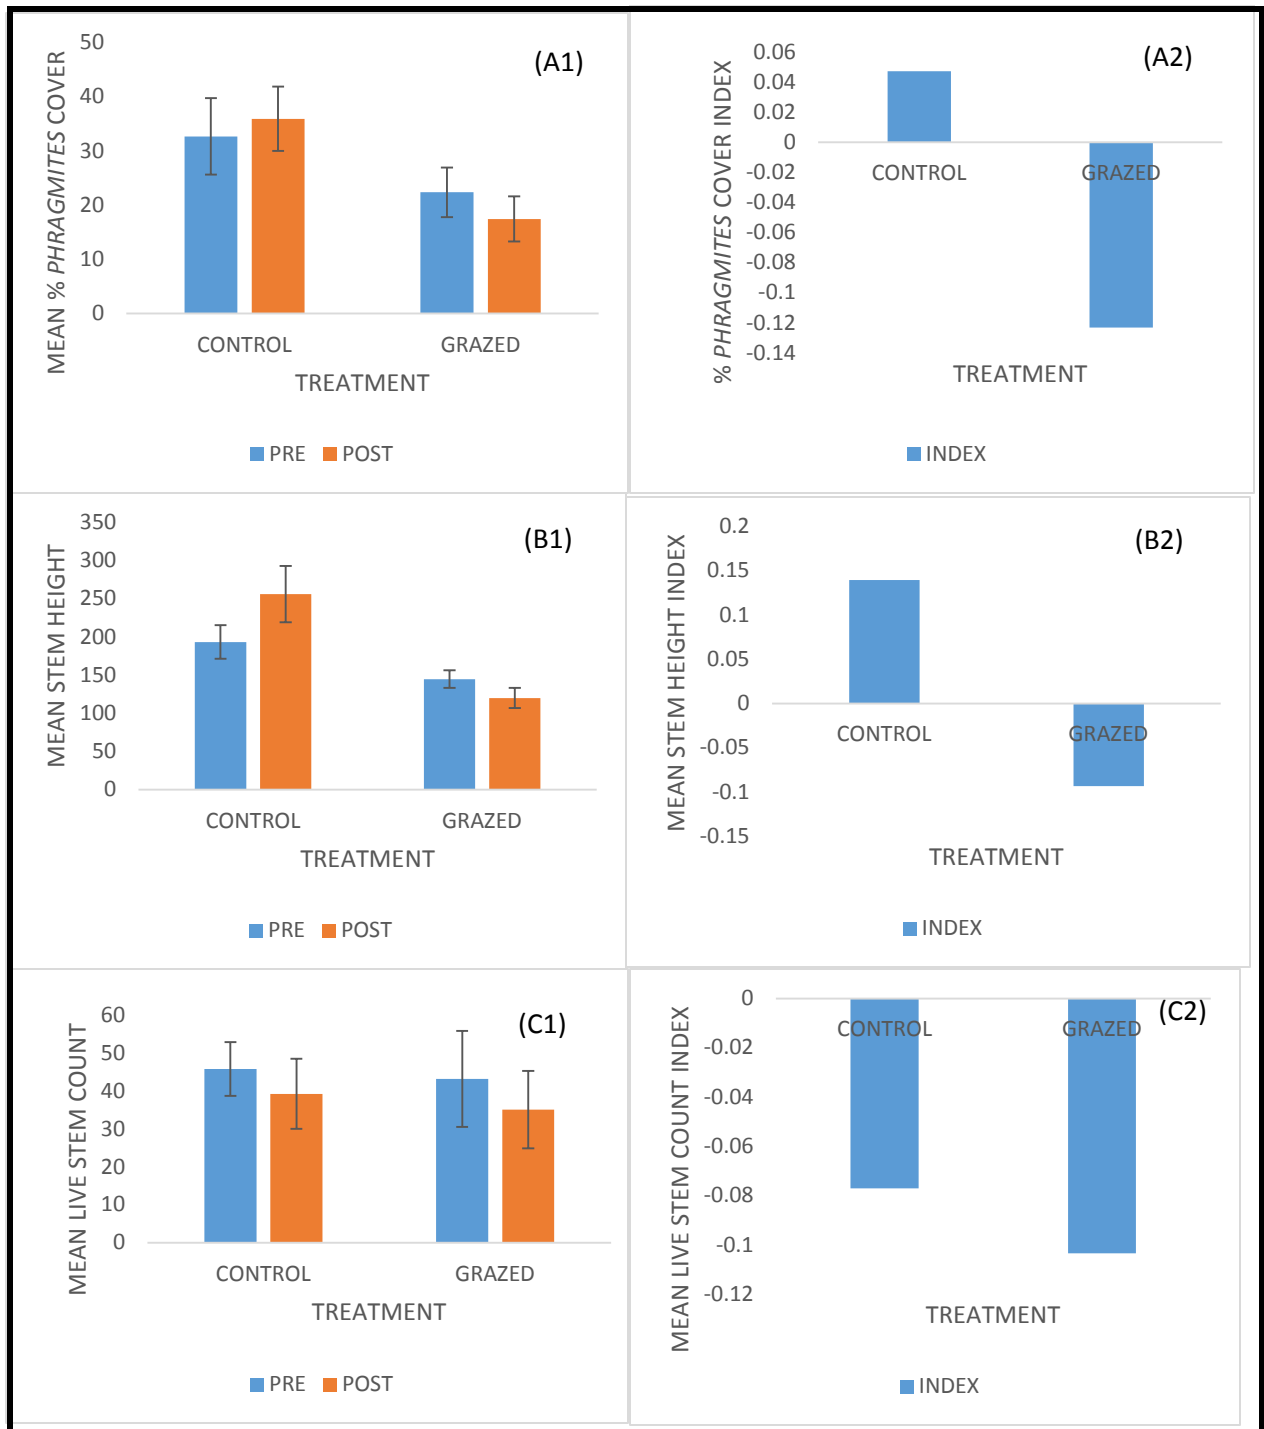 (A1)
MEAN % PHRAGMITES COVER
50
40
30
20
10
0
CONTROL GRAZED
TREATMENT
PRE POST
(A2)
% PHRAGMITES COVER INDEX
0.06
0.04
0.02
0
-0.02
-0.04
-0.06
-0.08
-0.1
-0.12
-0.14
CONTROL GRAZED
TREATMENT
INDEX
(B1)
MEAN STEM HEIGHT
350
300
250
200
150
100
50
0
CONTROL GRAZED
TREATMENT
PRE POST
(B2)
MEAN STEM HEIGHT INDEX
0.2
0.15
0.1
0.05
0
-0.05
-0.1
-0.15
CONTROL GRAZED
TREATMENT
INDEX
(C1)
MEAN LIVE STEM COUNT
60
50
40
30
20
10
0
CONTROL GRAZED
TREATMENT
PRE POST
(C2)
MEAN LIVE STEM COUNT INDEX
0
-0.02
-0.04
-0.06
-0.08
-0.1
-0.12
CONTROL GRAZED
TREATMENT
INDEX